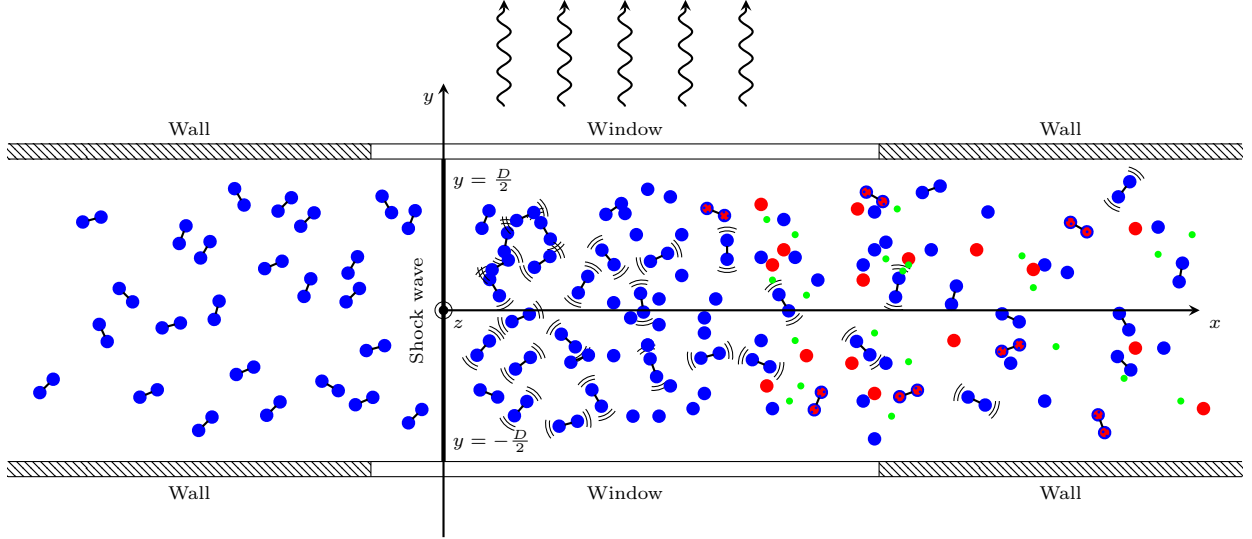 y
Wall
Window
Wall
y = D/2
Shock wave
z
x
y = −D/2
Wall
Window
Wall